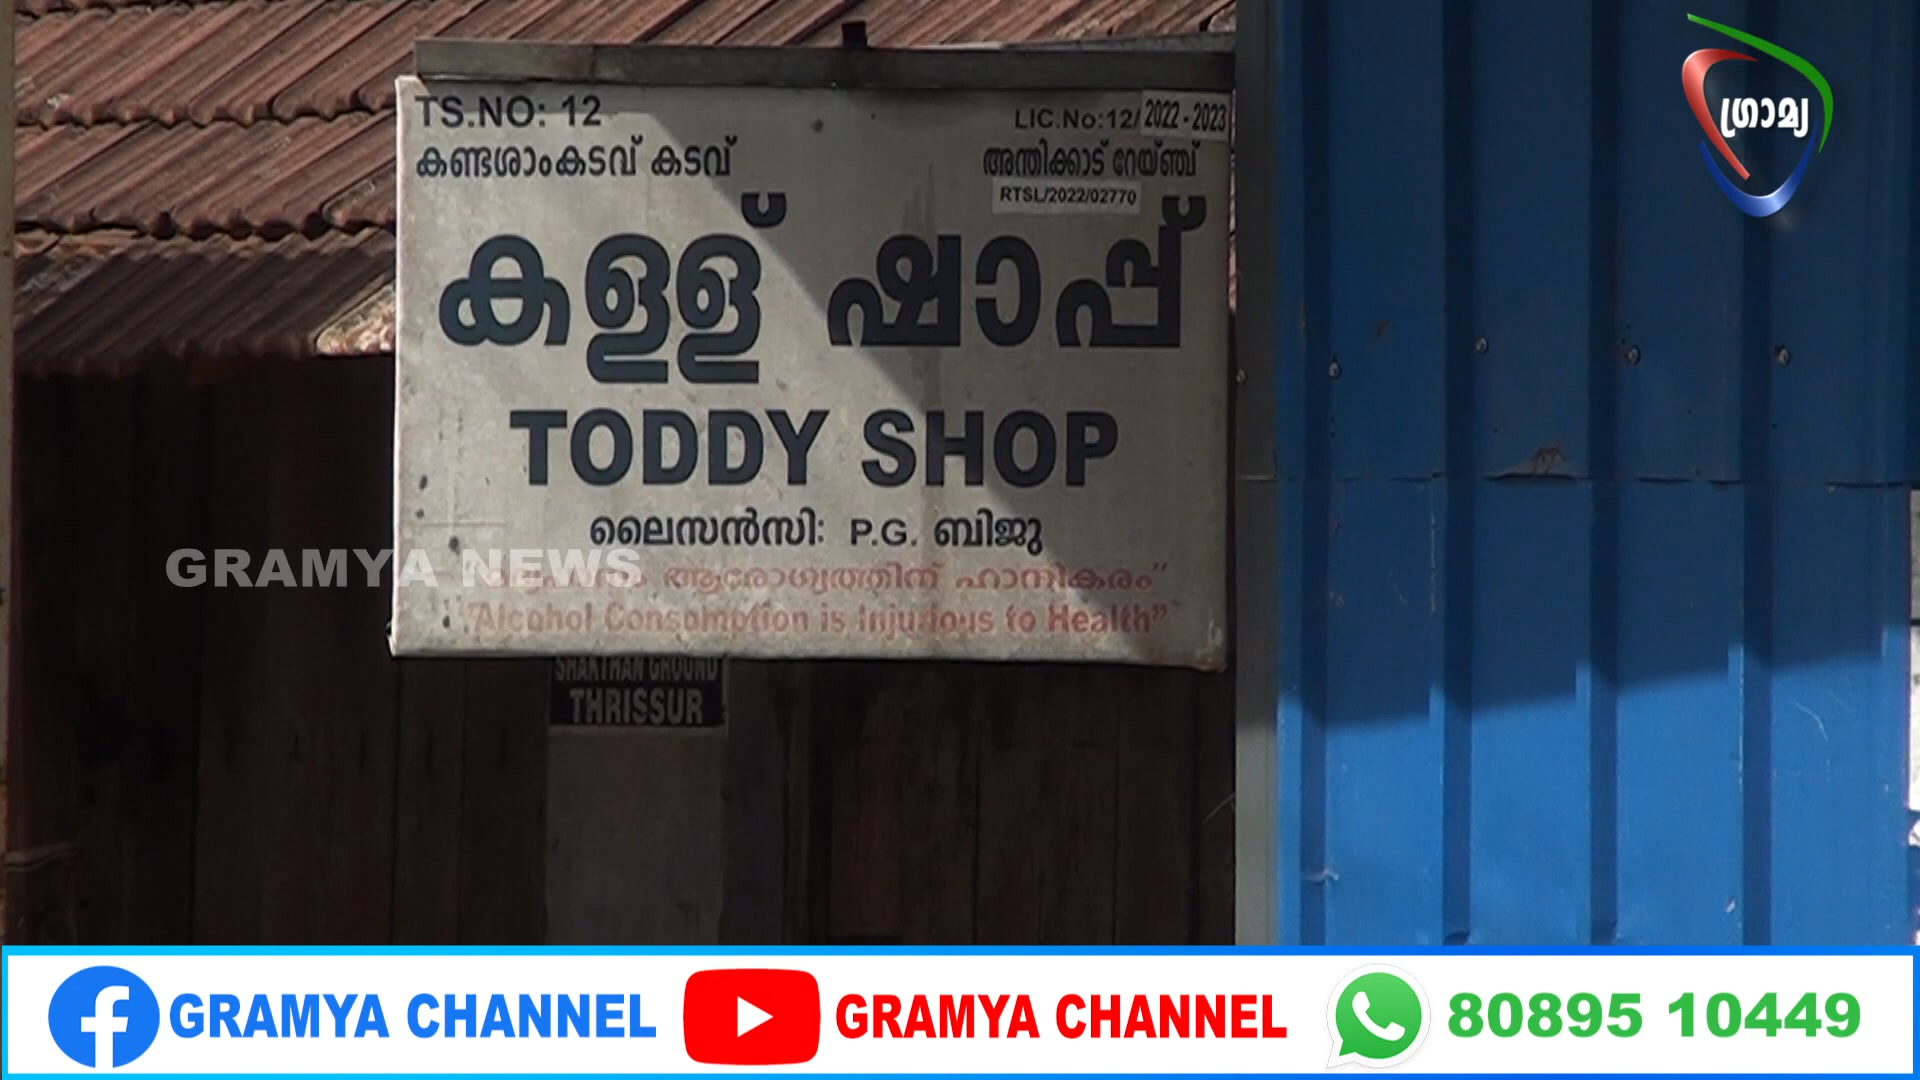 TS.NO: 12
LIC.No:12/ 2022 - 2023
കണ്ടശാംകടവ് കടവ്
അന്തിക്കാട് റേയ്ഞ്ച്
RTSL/2022/02770
കള്ള് ഷാപ്പ്
TODDY SHOP
ലൈസൻസി: P.G. ബിജു
ആരോഗ്യത്തിന് ഹാനികരം"
"Alcohol Consumption is Injurious to Health"
SHAKTHAN GROUND
THRISSUR
ഗ്രാമ്യ
GRAMYA NEWS
GRAMYA CHANNEL
GRAMYA CHANNEL
80895 10449